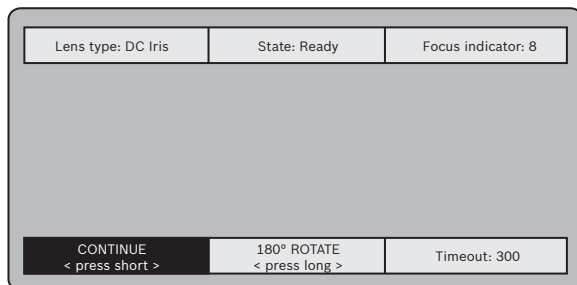 Lens type: DC Iris
State: Ready
Focus indicator: 8
CONTINUE
< press short >
180° ROTATE
< press long >
Timeout: 300